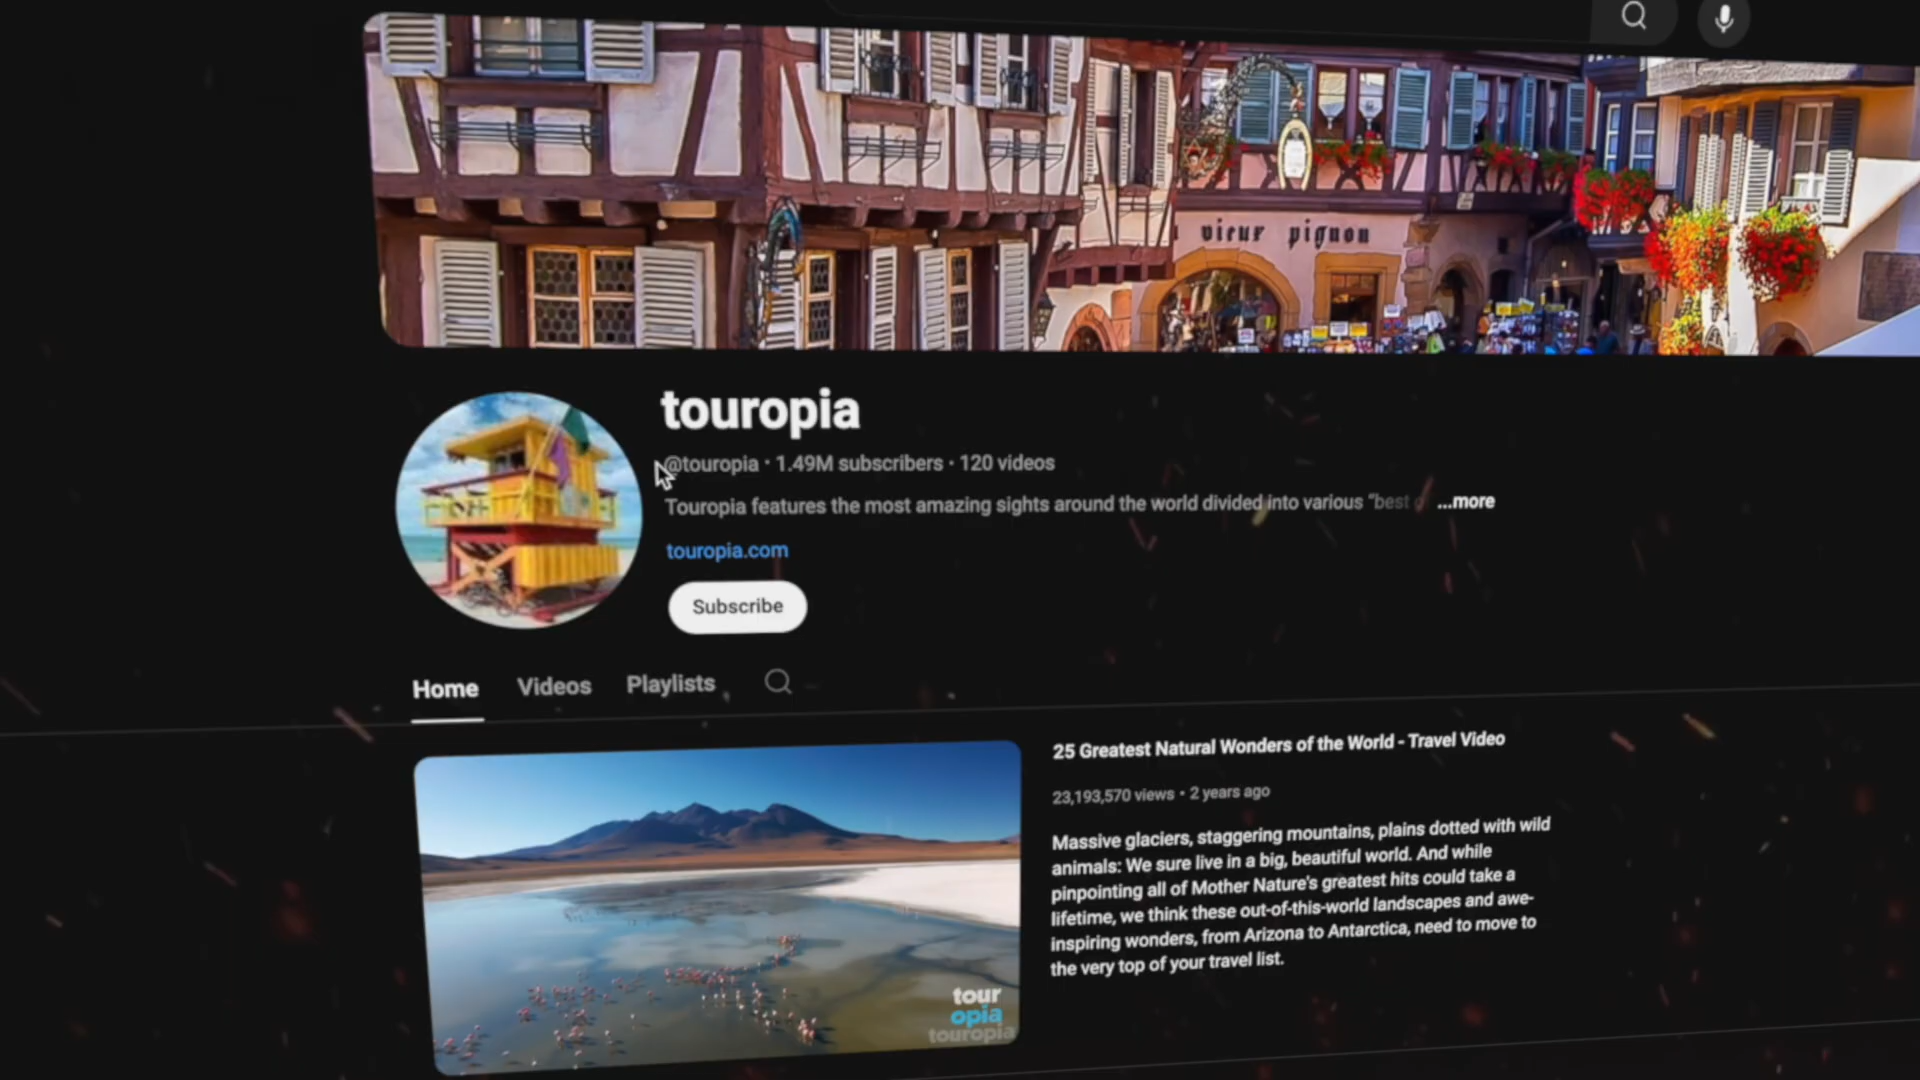 vieux pignon
touropia
@touropia · 1.49M subscribers · 120 videos
Touropia features the most amazing sights around the world divided into various "best ...more
touropia.com
Subscribe
Home Videos Playlists
25 Greatest Natural Wonders of the World - Travel Video
23,193,570 views · 2 years ago
Massive glaciers, staggering mountains, plains dotted with wild
animals: We sure live in a big, beautiful world. And while
pinpointing all of Mother Nature's greatest hits could take a
lifetime, we think these out-of-this-world landscapes and awe-
inspiring wonders, from Arizona to Antarctica, need to move to
the very top of your travel list.
tour
opia
touropia